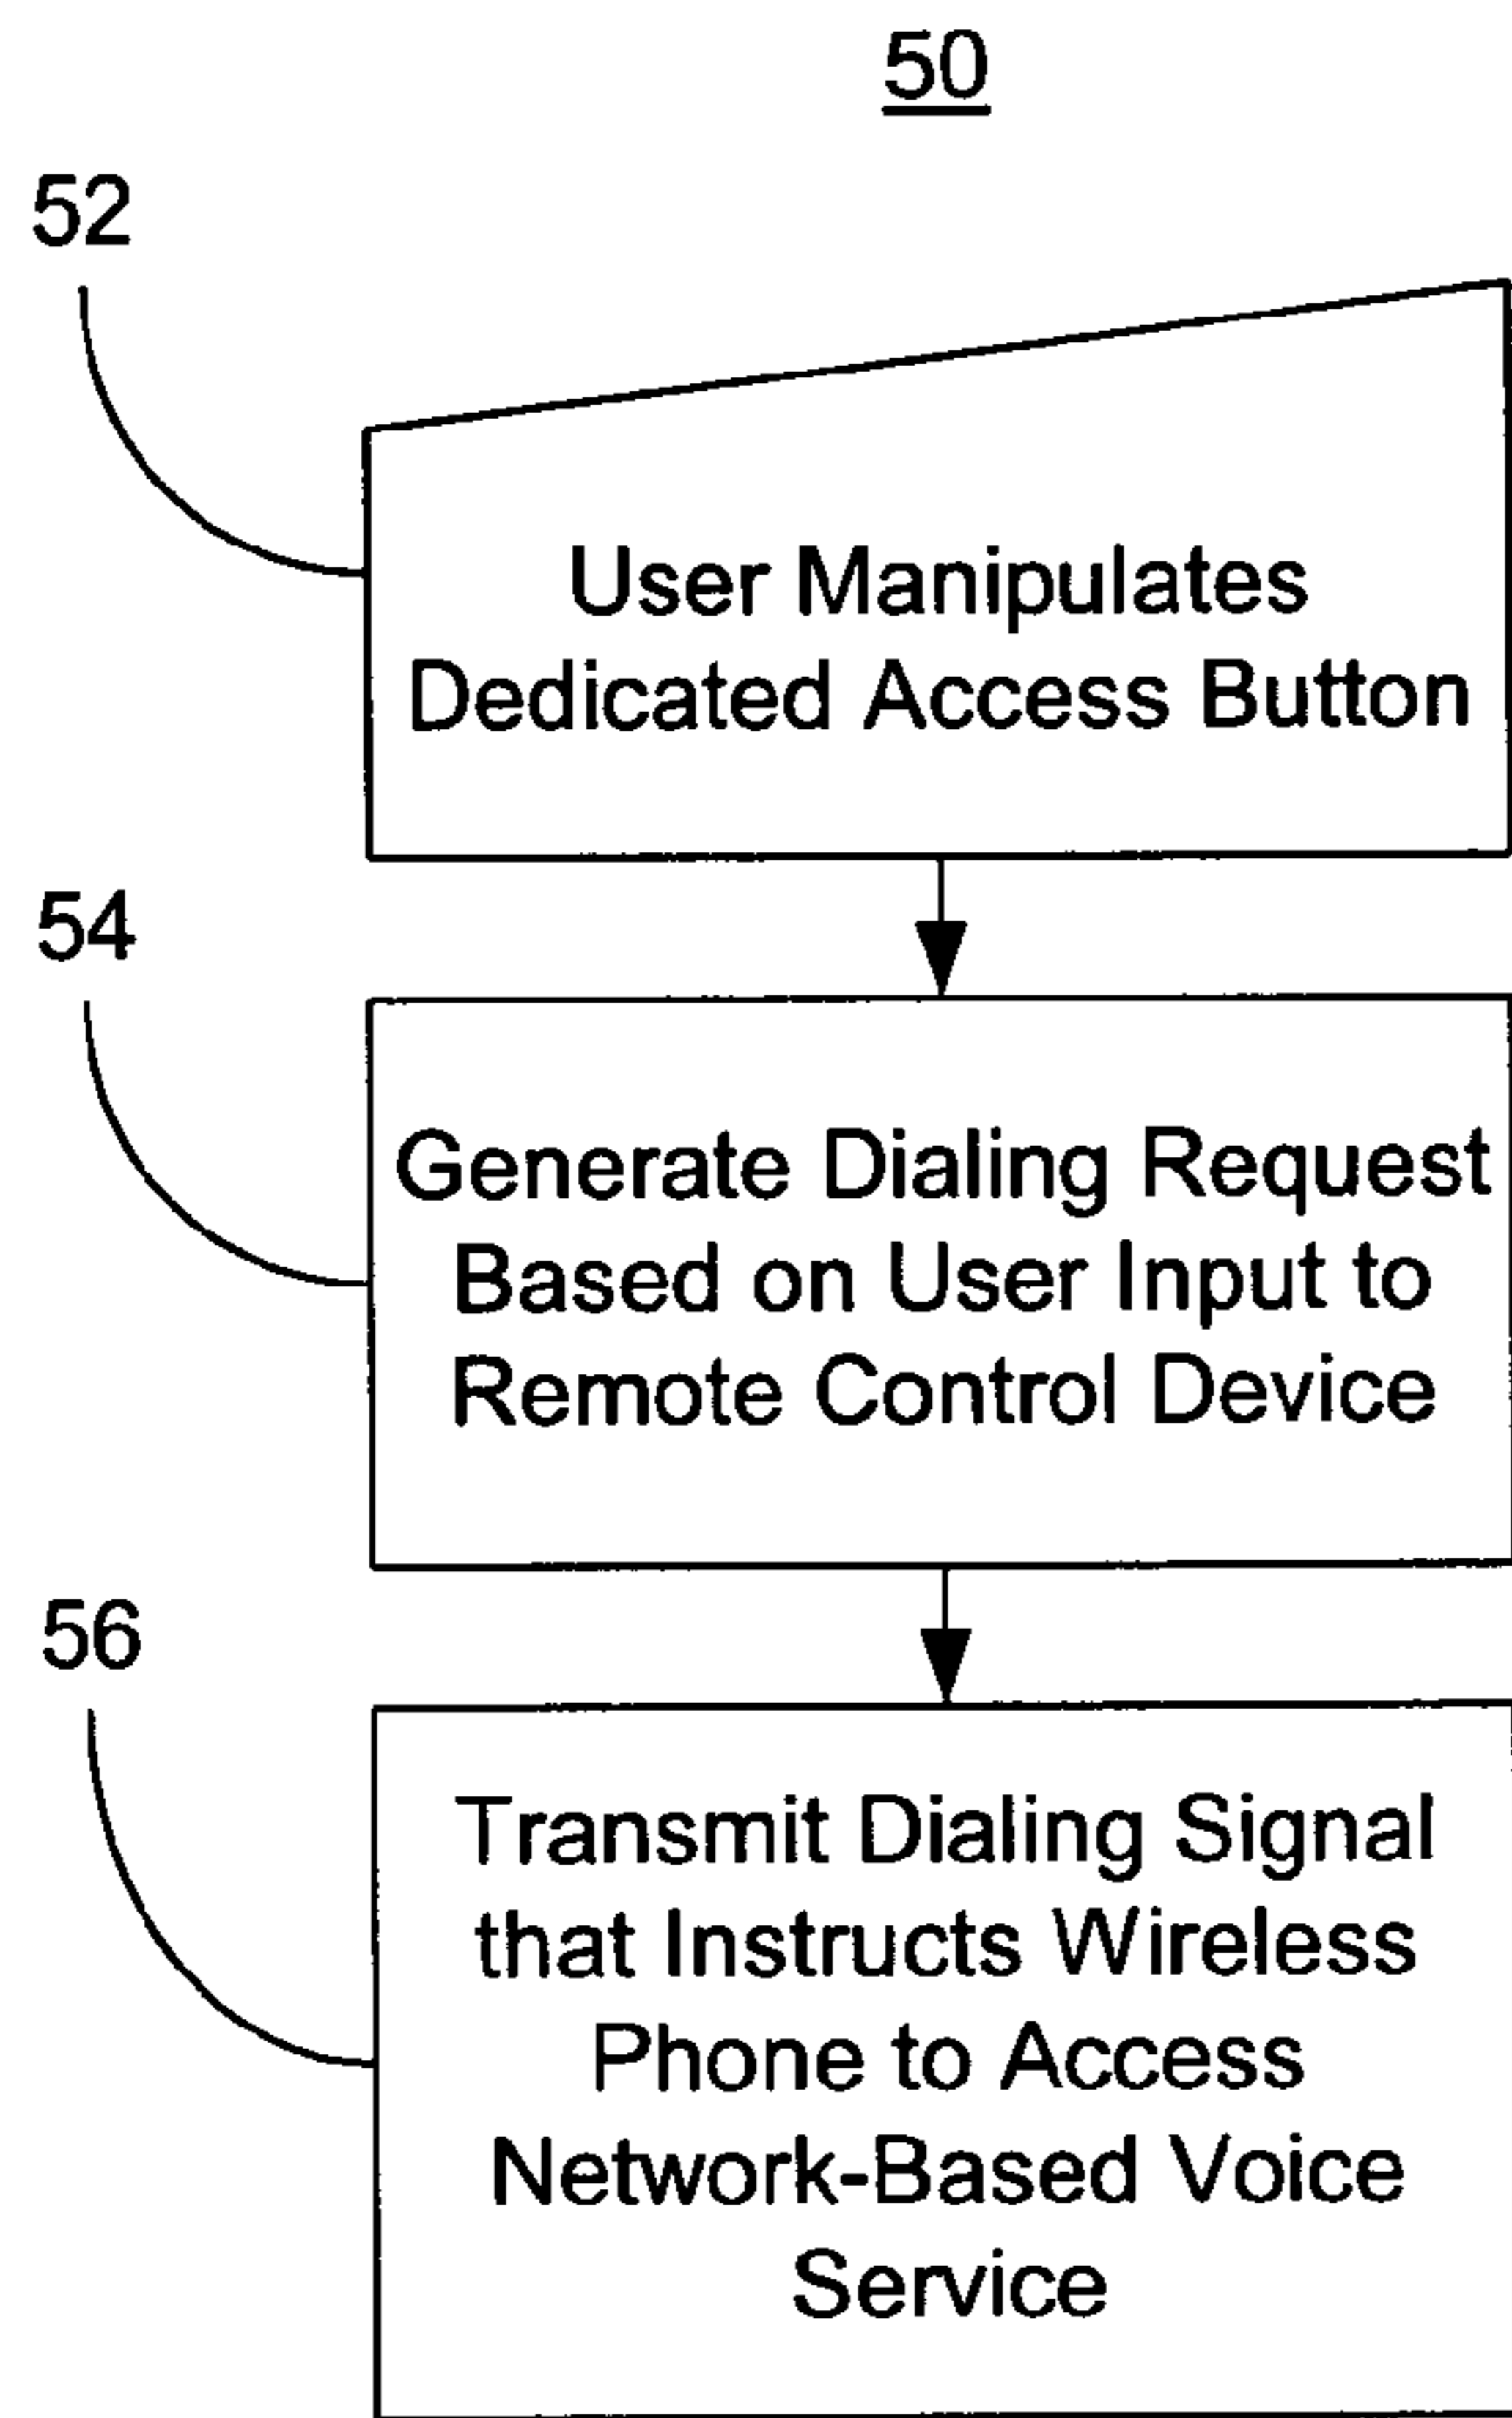 50
52
User Manipulates
Dedicated Access Button
54
Generate Dialing Request
Based on User Input to
Remote Control Device
56
Transmit Dialing Signal
that Instructs Wireless
Phone to Access
Network-Based Voice
Service